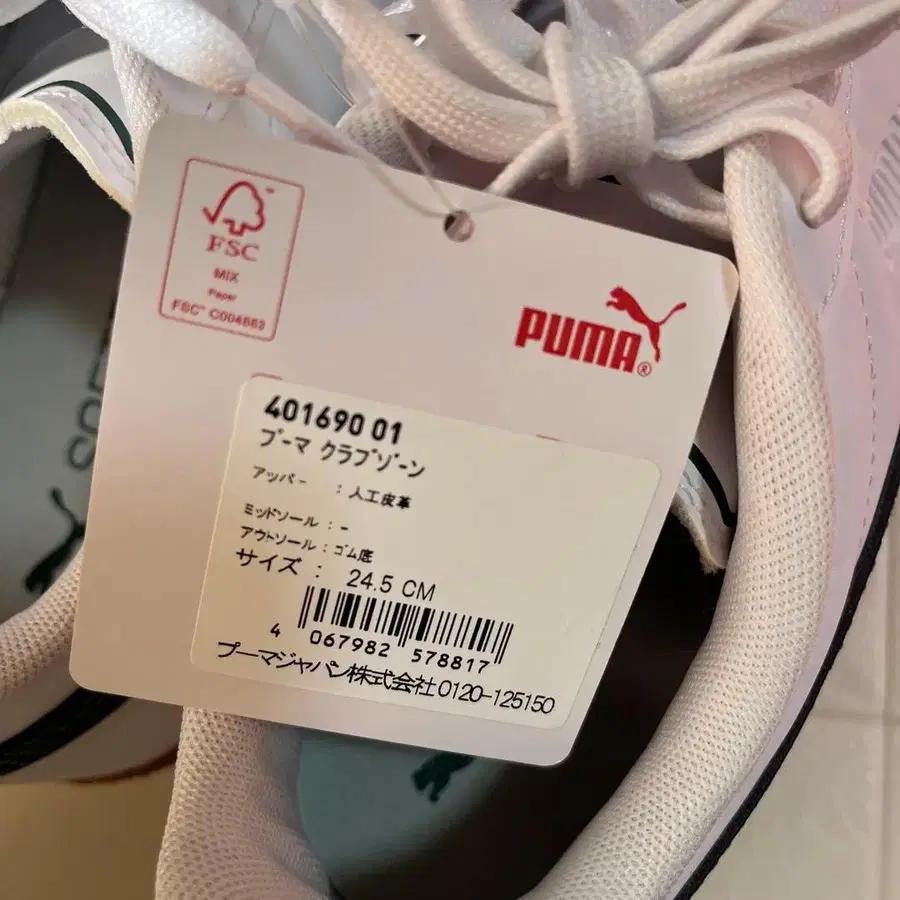 FSC
MIX
Paper
FSC™ C004882
PUMA®
401690 01
プーマ クラブゾーン
アッパー : 人工皮革
ミッドソール : -
アウトソール : ゴム底
サイズ : 24.5 CM
4 067982 578817
プーマジャパン株式会社 0120-125150